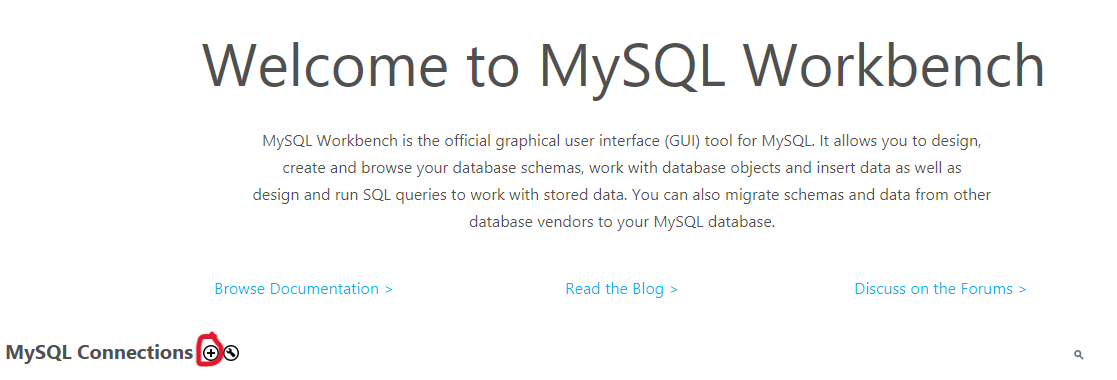 Welcome to MySQL Workbench
MySQL Workbench is the official graphical user interface (GUI) tool for MySQL. It allows you to design,
create and browse your database schemas, work with database objects and insert data as well as
design and run SQL queries to work with stored data. You can also migrate schemas and data from other
database vendors to your MySQL database.
Browse Documentation > Read the Blog > Discuss on the Forums >
MySQL Connections